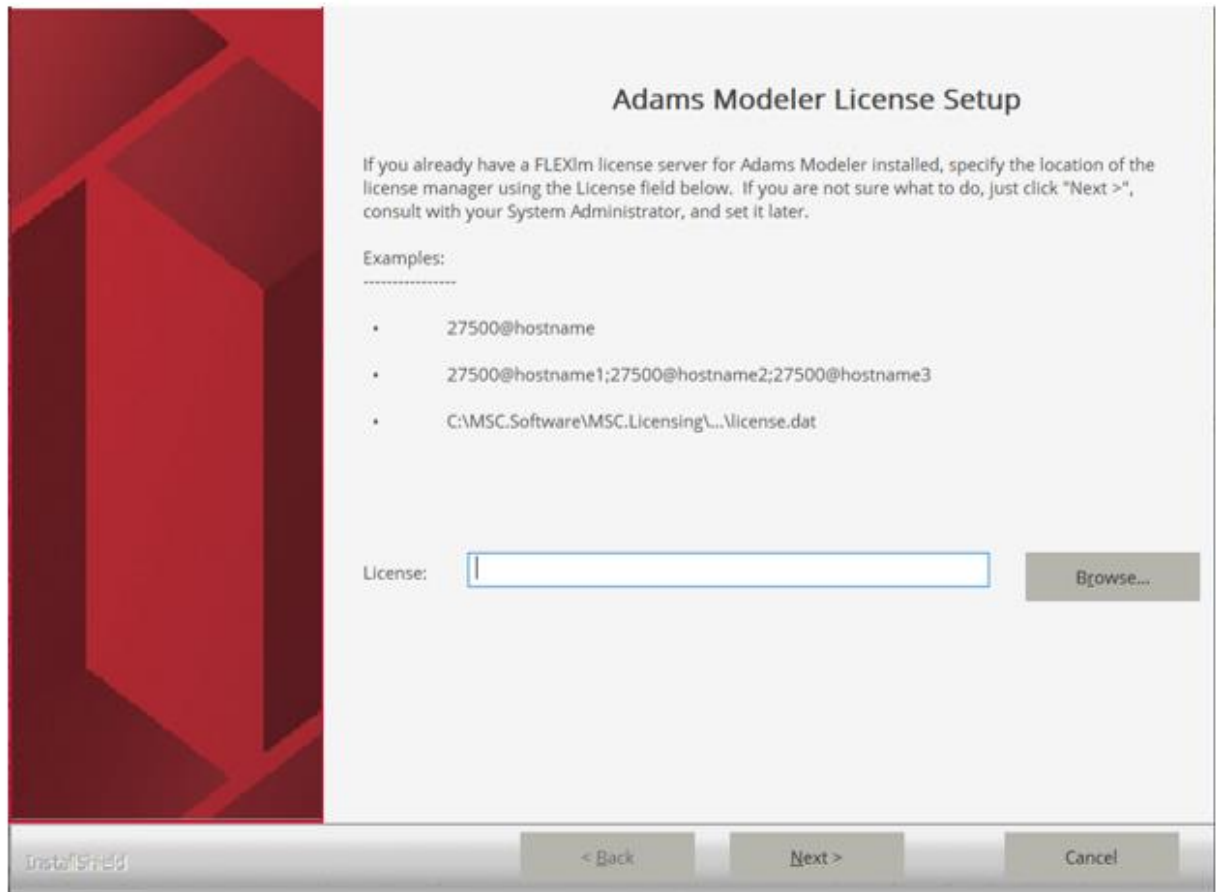 Adams Modeler License Setup
If you already have a FLEXlm license server for Adams Modeler installed, specify the location of the
license manager using the License field below. If you are not sure what to do, just click "Next >",
consult with your System Administrator, and set it later.
Examples:
----------------
• 27500@hostname
• 27500@hostname1;27500@hostname2;27500@hostname3
• C:\MSC.Software\MSC.Licensing\...\license.dat
License:
Browse...
InstallShield
< Back
Next >
Cancel